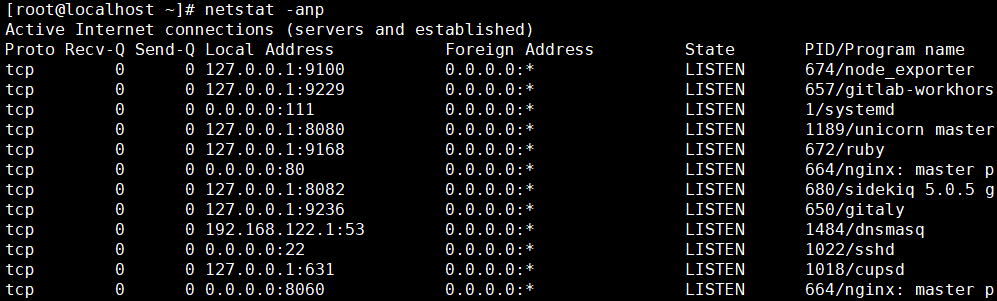 [root@localhost ~]# netstat -anp
Active Internet connections (servers and established)
Proto Recv-Q Send-Q Local Address           Foreign Address         State       PID/Program name
tcp        0      0 127.0.0.1:9100          0.0.0.0:*               LISTEN      674/node_exporter
tcp        0      0 127.0.0.1:9229          0.0.0.0:*               LISTEN      657/gitlab-workhors
tcp        0      0 0.0.0.0:111             0.0.0.0:*               LISTEN      1/systemd
tcp        0      0 127.0.0.1:8080          0.0.0.0:*               LISTEN      1189/unicorn master
tcp        0      0 127.0.0.1:9168          0.0.0.0:*               LISTEN      672/ruby
tcp        0      0 0.0.0.0:80              0.0.0.0:*               LISTEN      664/nginx: master p
tcp        0      0 127.0.0.1:8082          0.0.0.0:*               LISTEN      680/sidekiq 5.0.5 g
tcp        0      0 127.0.0.1:9236          0.0.0.0:*               LISTEN      650/gitaly
tcp        0      0 192.168.122.1:53        0.0.0.0:*               LISTEN      1484/dnsmasq
tcp        0      0 0.0.0.0:22              0.0.0.0:*               LISTEN      1022/sshd
tcp        0      0 127.0.0.1:631           0.0.0.0:*               LISTEN      1018/cupsd
tcp        0      0 0.0.0.0:8060            0.0.0.0:*               LISTEN      664/nginx: master p